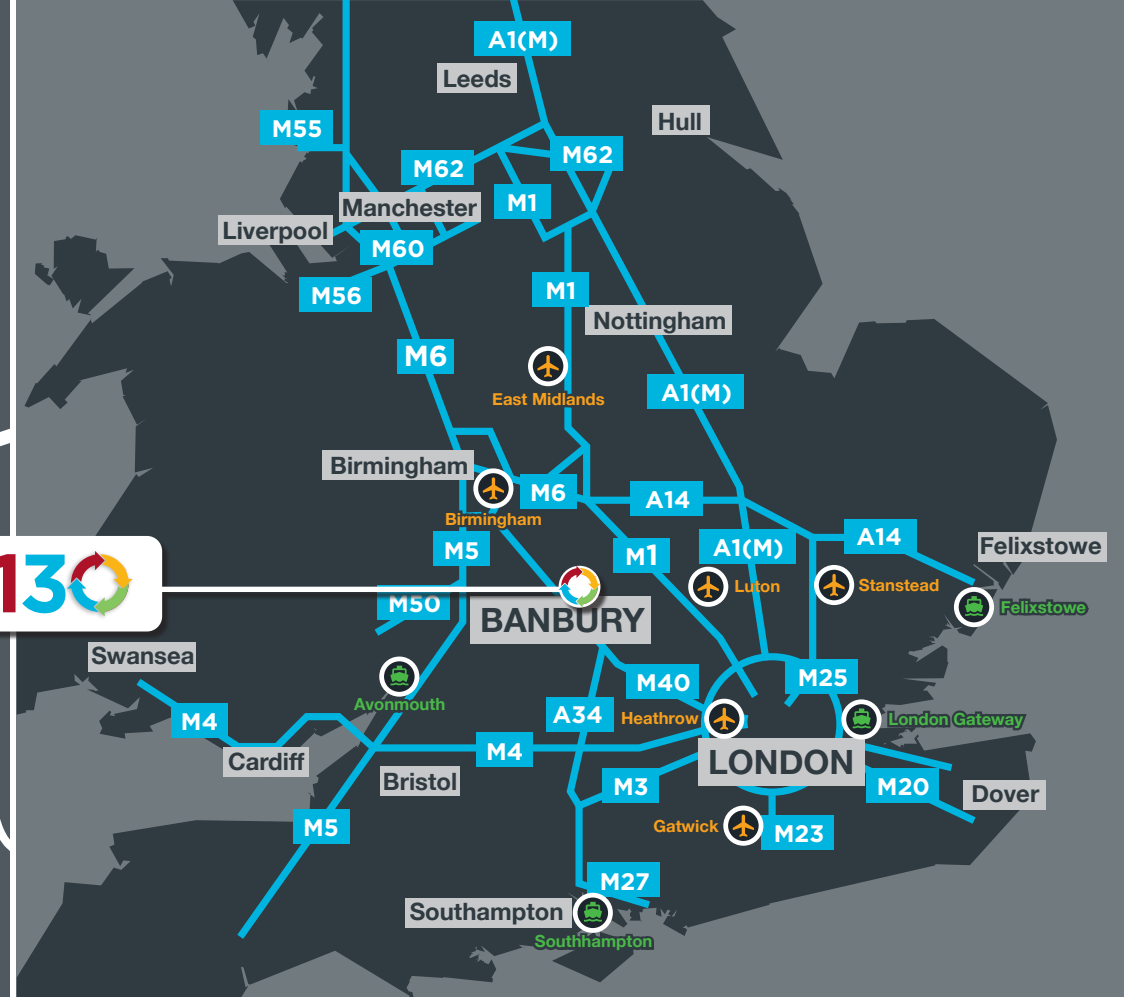 A1(M)
Leeds
Hull
M55
M62
M62
M1
Manchester
Liverpool
M60
M56
M1
Nottingham
M6
East Midlands
A1(M)
Birmingham
M6
A14
Birmingham
M5
M1
A1(M)
A14
Felixstowe
Luton
Stanstead
130
M50
BANBURY
Felixstowe
Swansea
M25
M40
Avonmouth
M4
A34
Heathrow
London Gateway
Cardiff
M4
LONDON
Bristol
M3
M20
Dover
M5
Gatwick
M23
M27
Southampton
Southhampton